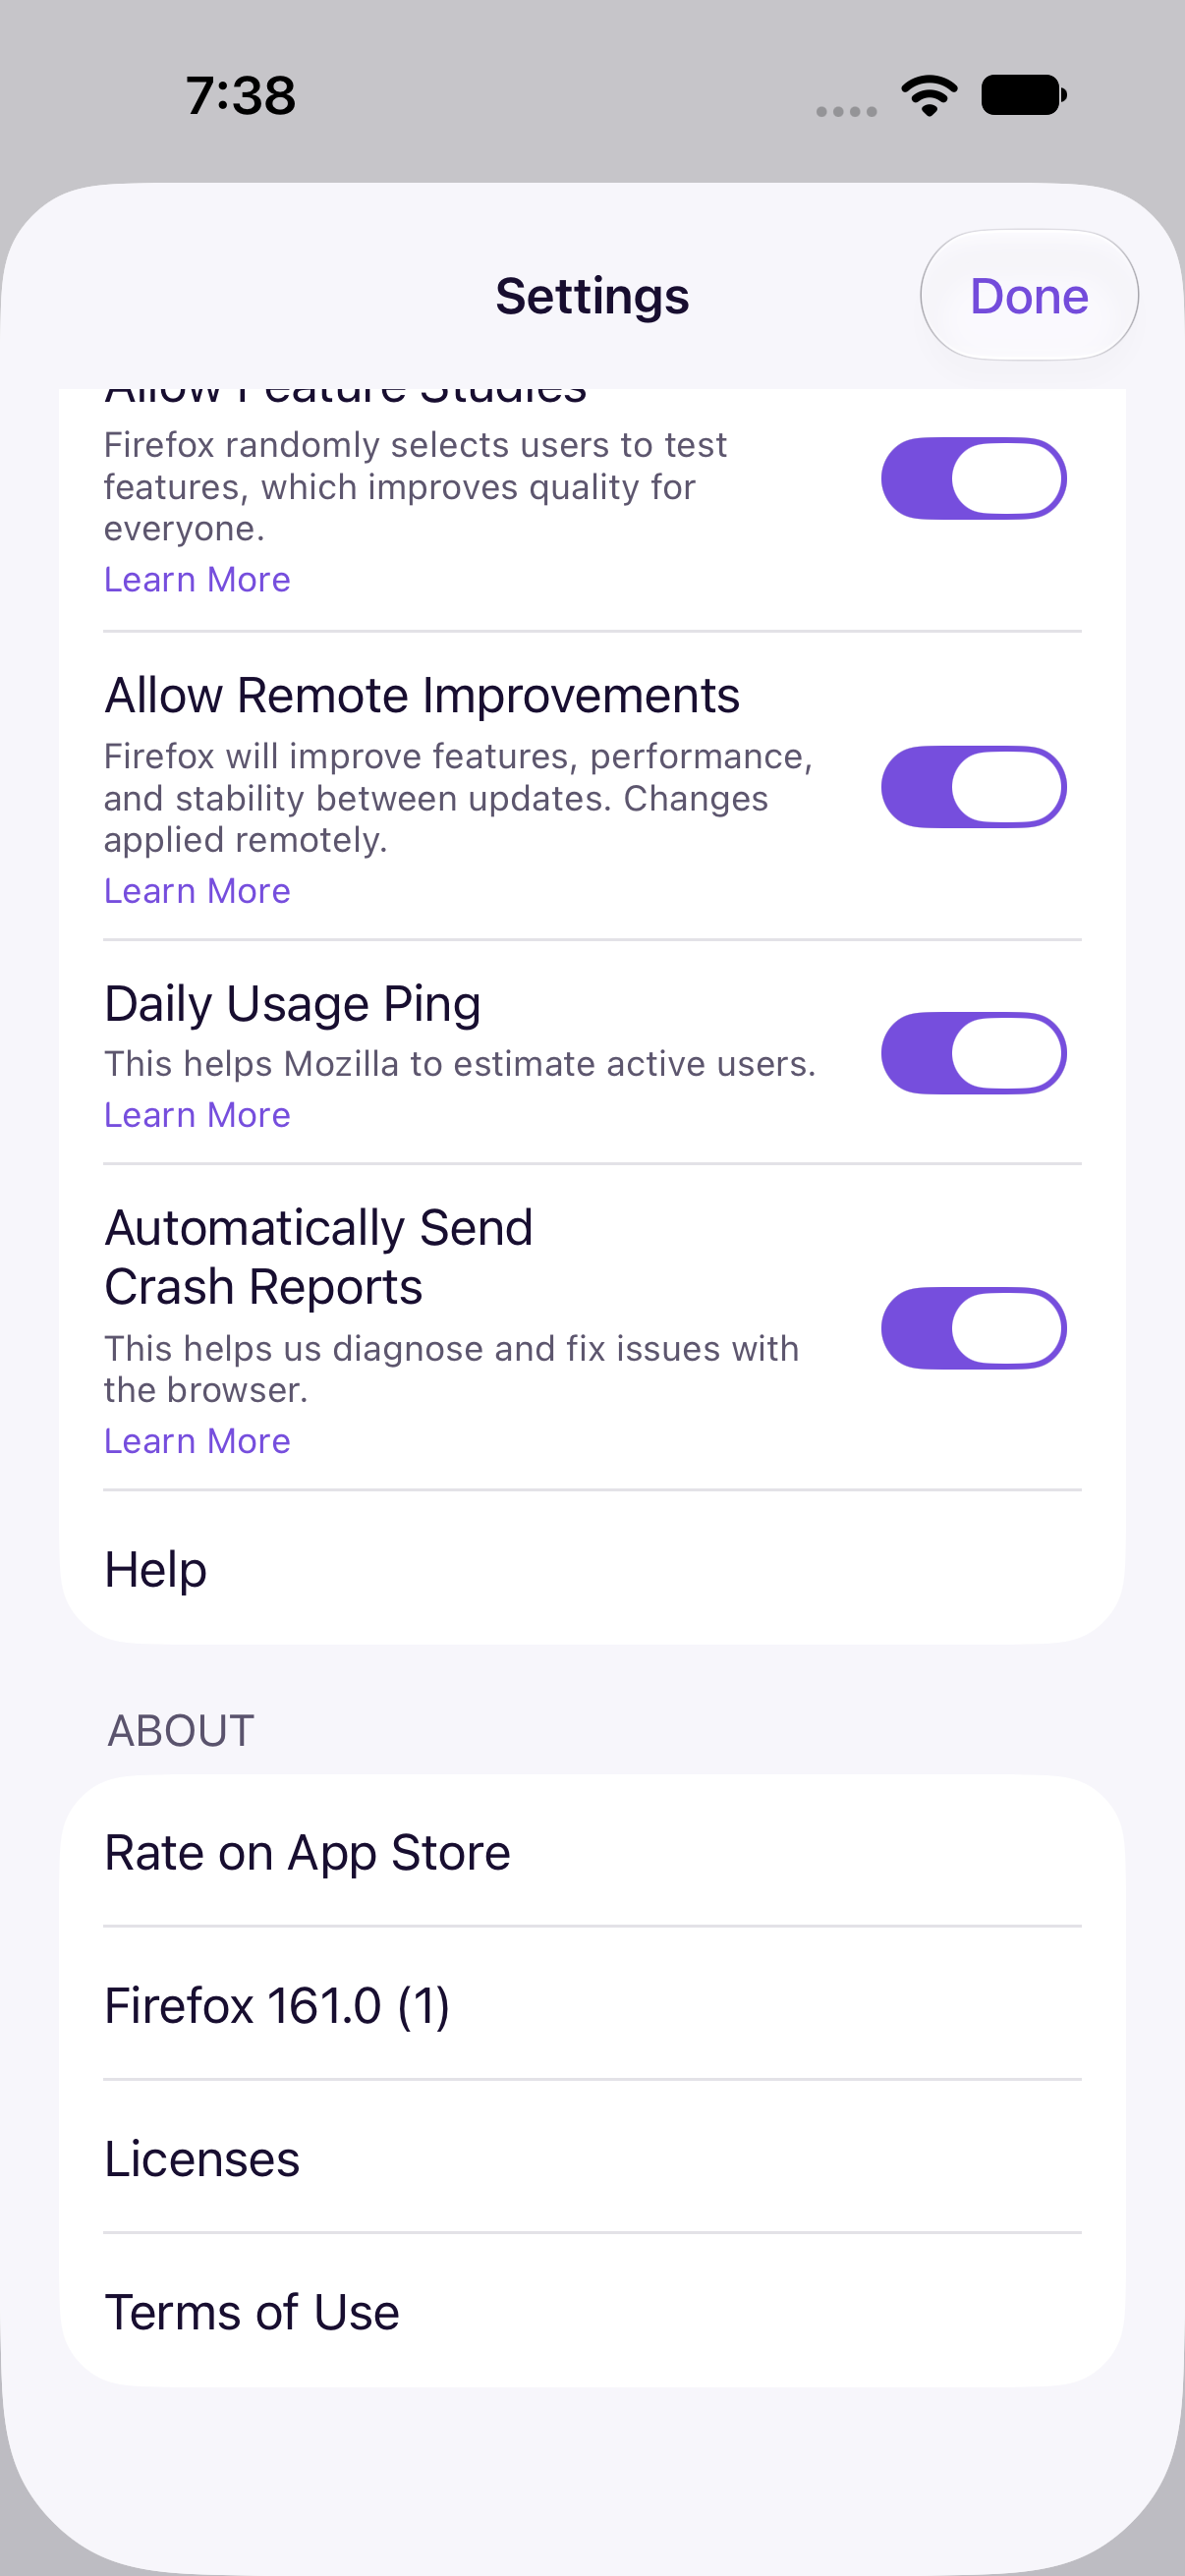 7:38
Settings
Done
Allow Feature Studies
Firefox randomly selects users to test
features, which improves quality for
everyone.
Learn More
Allow Remote Improvements
Firefox will improve features, performance,
and stability between updates. Changes
applied remotely.
Learn More
Daily Usage Ping
This helps Mozilla to estimate active users.
Learn More
Automatically Send
Crash Reports
This helps us diagnose and fix issues with
the browser.
Learn More
Help
ABOUT
Rate on App Store
Firefox 161.0 (1)
Licenses
Terms of Use